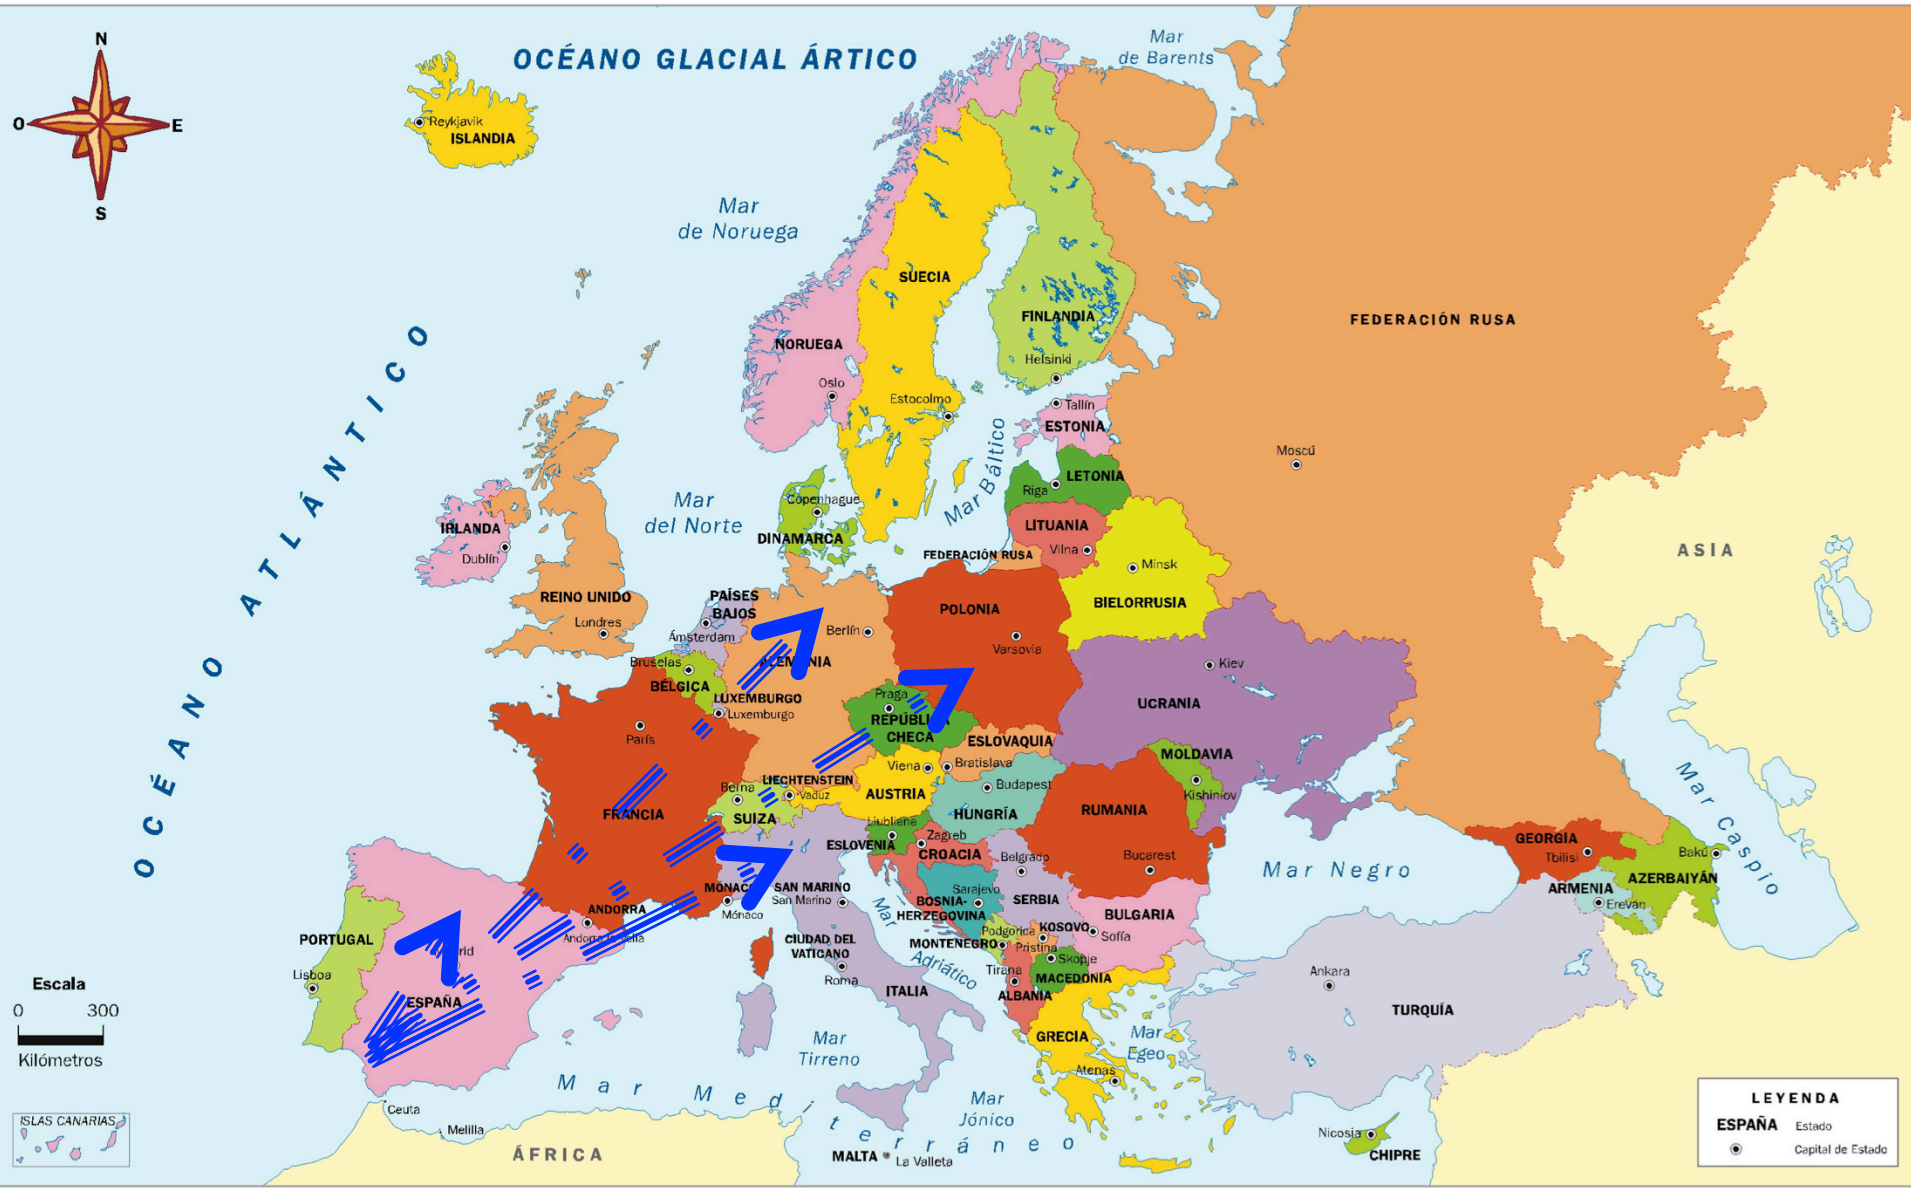 N
O
E
S
OCÉANO GLACIAL ÁRTICO
Mar
de Barents
Reykjavik
ISLANDIA
Mar
de Noruega
SUECIA
FINLANDIA
Helsinki
NORUEGA
Oslo
Estocolmo
FEDERACIÓN RUSA
Moscú
Tallín
ESTONIA
LETONIA
Riga
LITUANIA
Vilna
Mar Báltico
OCÉANO ATLÁNTICO
Mar
del Norte
Copenhague
DINAMARCA
FEDERACIÓN RUSA
Minsk
BIELORRUSIA
ASIA
IRLANDA
Dublín
REINO UNIDO
Londres
PAÍSES
BAJOS
Ámsterdam
Berlín
POLONIA
Varsovia
Bruselas
BÉLGICA
LUXEMBURGO
Luxemburgo
Praga
CHECA
Kiev
UCRANIA
París
FRANCIA
ESLOVAQUIA
Bratislava
Viena
AUSTRIA
LIECHTENSTEIN
Vaduz
Berna
SUIZA
Budapest
HUNGRÍA
MOLDAVIA
Kishiniov
RUMANIA
Bucarest
Liubliana
ESLOVENIA
Zagreb
CROACIA
Belgrado
SERBIA
Sarajevo
BOSNIA-
HERZEGOVINA
Mónaco
SAN MARINO
San Marino
ANDORRA
Mar Negro
Mar Caspio
GEORGIA
Tbilisi
Bakú
AZERBAIYÁN
ARMENIA
Erevan
BULGARIA
Sofía
KOSOVO
Pristina
Podgorica
MONTENEGRO
Skopje
MACEDONIA
Tirana
ALBANIA
Mar
Adriático
CIUDAD DEL
VATICANO
Roma
ITALIA
PORTUGAL
Lisboa
ESPAÑA
Escala
0 300
Kilómetros
Mar
Tirreno
GRECIA
Mar
Egeo
Atenas
Ankara
TURQUÍA
Mar Mediterráneo
Mar
Jónico
Ceuta
Melilla
ISLAS CANARIAS
ÁFRICA
MALTA
La Valleta
Nicosia
CHIPRE
LEYENDA
ESPAÑA Estado
Capital de Estado